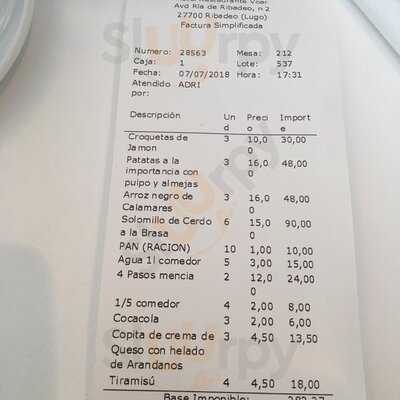 Avd Ria de Ribadeo, n.2
27700 Ribadeo (Lugo)
Factura Simplificada
Numero: 28563 Mesa: 212
Caja: 1 Lote: 537
Fecha: 07/07/2018 Hora: 17:31
Atendido ADRI
por:
Descripción Un Preci Import
d o e
Croquetas de 3 10,0 30,00
Jamon 0
Patatas a la 3 16,0 48,00
importancia con 0
pulpo y almejas
Arroz negro de 3 16,0 48,00
Calamares 0
Solomillo de Cerdo 6 15,0 90,00
a la Brasa 0
PAN (RACION) 10 1,00 10,00
Agua 1l comedor 5 3,00 15,00
4 Pasos mencia 2 12,0 24,00
0
1/5 comedor 4 2,00 8,00
Cocacola 3 2,00 6,00
Copita de crema de 3 4,50 13,50
Queso con helado
de Arandanos
Tiramisú 4 4,50 18,00
Base Imponible: 282,27